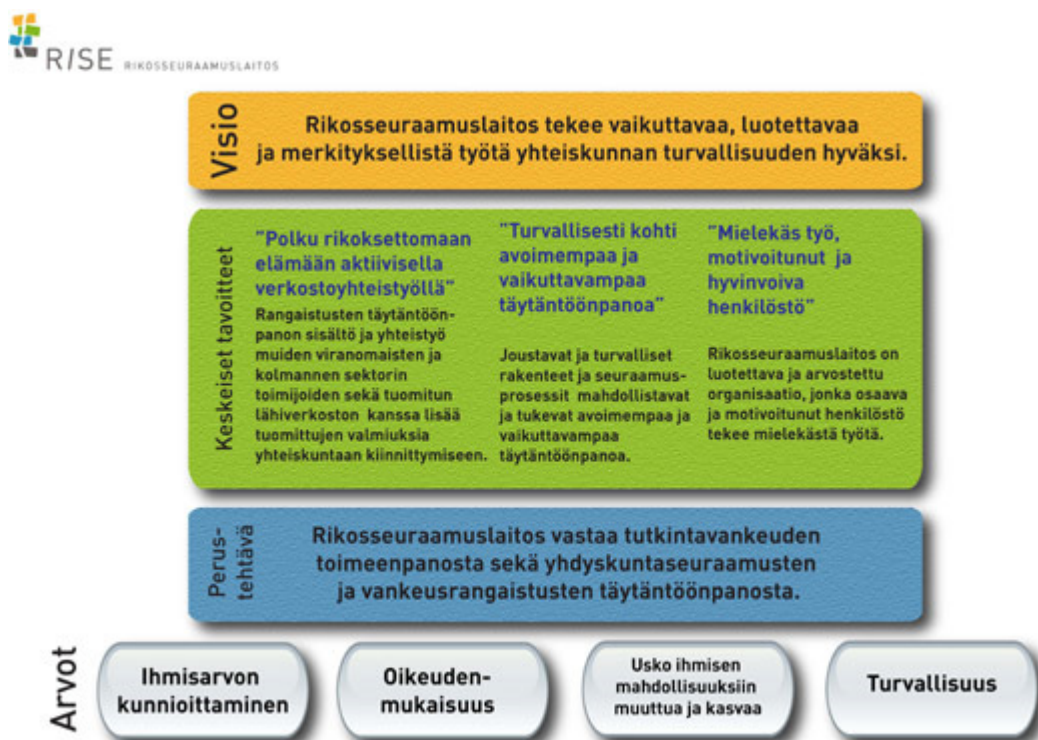 RISE RIKOSSEURAAMUSLAITOS
Visio
Rikosseuraamuslaitos tekee vaikuttavaa, luotettavaa
ja merkityksellistä työtä yhteiskunnan turvallisuuden hyväksi.
Keskeiset tavoitteet
"Polku rikoksettomaan
elämään aktiivisella
verkostoyhteistyöllä"
Rangaistusten täytäntöön-
panon sisältö ja yhteistyö
muiden viranomaisten ja
kolmannen sektorin
toimijoiden sekä tuomitun
lähiverkoston kanssa lisää
tuomittujen valmiuksia
yhteiskuntaan kiinnittymiseen.
"Turvallisesti kohti
avoimempaa ja
vaikuttavampaa
täytäntöönpanoa"
Joustavat ja turvalliset
rakenteet ja seuraamus-
prosessit mahdollistavat
ja tukevat avoimempaa ja
vaikuttavampaa
täytäntöönpanoa.
"Mielekäs työ,
motivoitunut ja
hyvinvoiva
henkilöstö"
Rikosseuraamuslaitos on
luotettava ja arvostettu
organisaatio, jonka osaava
ja motivoitunut henkilöstö
tekee mielekästä työtä.
Perus-
tehtävä
Rikosseuraamuslaitos vastaa tutkintavankeuden
toimeenpanosta sekä yhdyskuntaseuraamusten
ja vankeusrangaistusten täytäntöönpanosta.
Arvot
Ihmisarvon
kunnioittaminen
Oikeuden-
mukaisuus
Usko ihmisen
mahdollisuuksiin
muuttua ja kasvaa
Turvallisuus